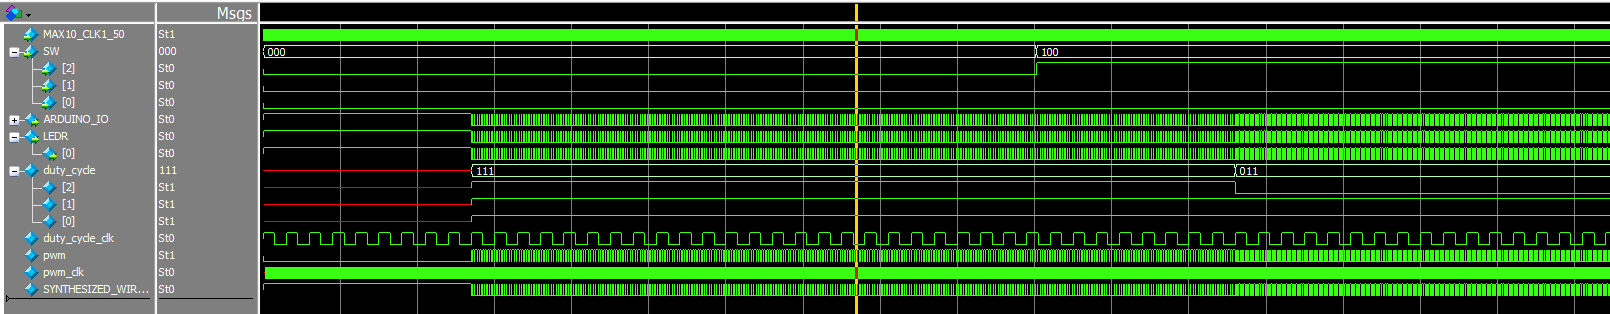 Msgs
MAX10_CLK1_50 St1
SW 000 000 100
[2] St0
[1] St0
[0] St0
ARDUINO_IO St0
LEDR St0
[0] St0
duty_cycle 111 111 011
[2] St1
[1] St1
[0] St1
duty_cycle_clk St0
pwm St1
pwm_clk St0
SYNTHESIZED_WIR... St0